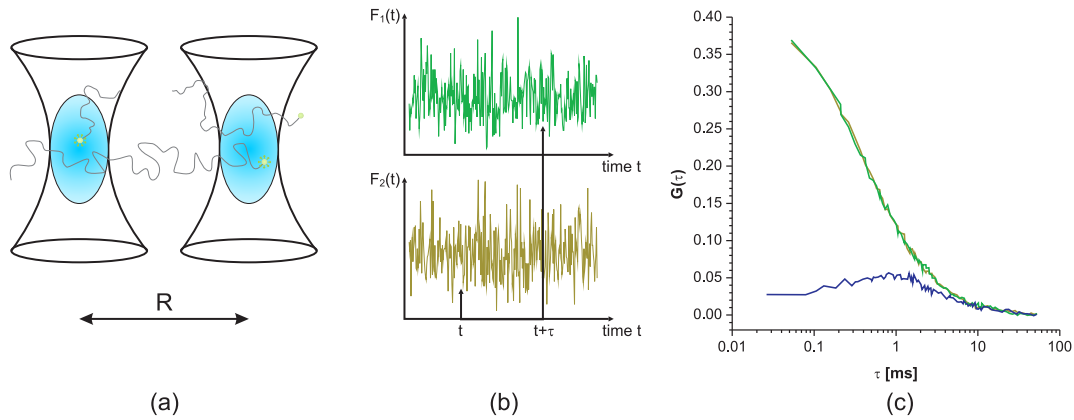 R
(a)
F₁(t)
time t
F₂(t)
t
t+τ
time t
(b)
0.40
0.35
0.30
0.25
0.20
0.15
0.10
0.05
0.00
G(τ)
0.01
0.1
1
10
100
τ [ms]
(c)